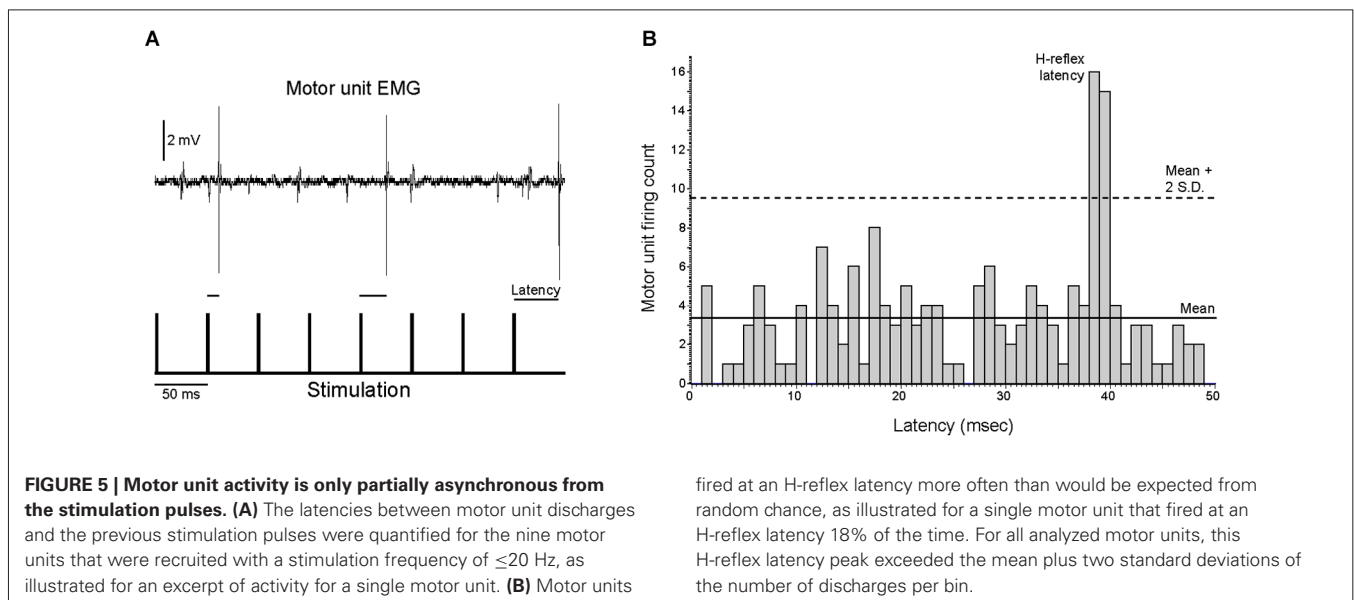 A
Motor unit EMG
2 mV
Latency
50 ms
Stimulation
B
H-reflex
latency
16
14
12
10
8
6
4
2
0
Motor unit firing count
Mean +
2 S.D.
Mean
0 10 20 30 40 50
Latency (msec)
FIGURE 5 | Motor unit activity is only partially asynchronous from
the stimulation pulses. (A) The latencies between motor unit discharges
and the previous stimulation pulses were quantified for the nine motor
units that were recruited with a stimulation frequency of ≤20 Hz, as
illustrated for an excerpt of activity for a single motor unit. (B) Motor units
fired at an H-reflex latency more often than would be expected from
random chance, as illustrated for a single motor unit that fired at an
H-reflex latency 18% of the time. For all analyzed motor units, this
H-reflex latency peak exceeded the mean plus two standard deviations of
the number of discharges per bin.